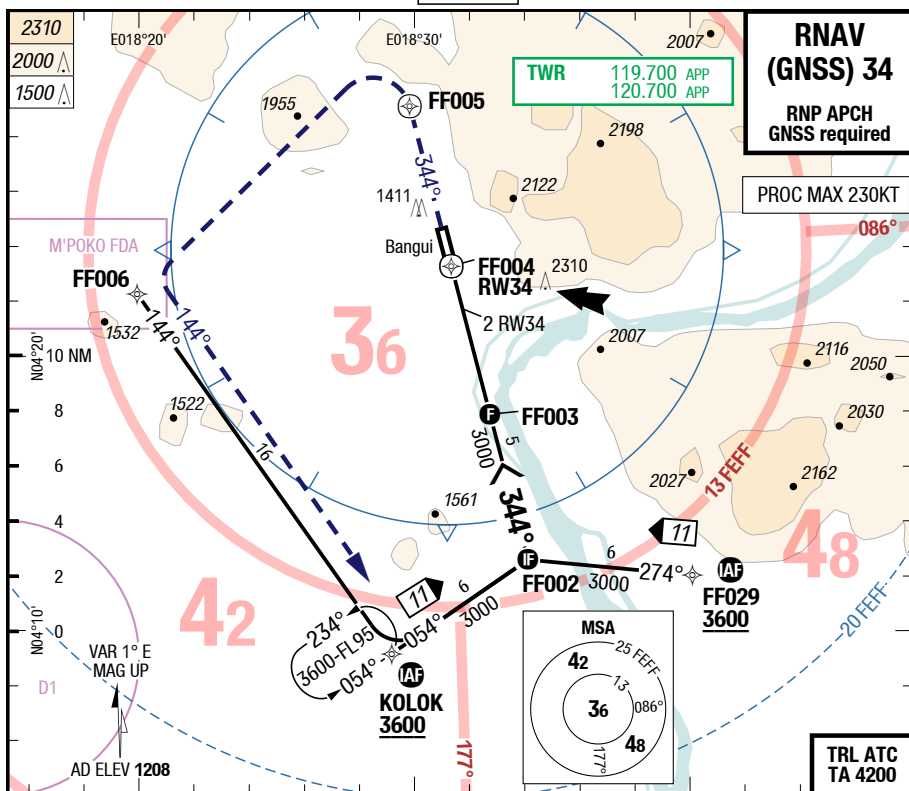 2310
2000
1500
E018°20'
E018°30'
2007
RNAV
(GNSS) 34
RNP APCH
GNSS required
TWR 119.700 APP
120.700 APP
1955
FF005
2198
344°
2122
PROC MAX 230KT
1411
086°
M'POKO FDA
Bangui
FF004
RW34
2310
FF006
144°
144°
2 RW34
1532
36
2007
N04°20'
10 NM
2116
2050
1522
8
F
FF003
2030
5
3000
16
6
2027
13 FEFF
2162
1561
344°
4
11
48
42
2
IF
FF002
6
3000
274°
IAF
FF029
3600
11
6
3000
20 FEFF
N04°10'
0
234°
054°
3600-FL95
054°
VAR 1° E
MAG UP
IAF
KOLOK
3600
D1
177°
MSA
42
25 FEFF
13
36
086°
48
177°
AD ELEV 1208
TRL ATC
TA 4200